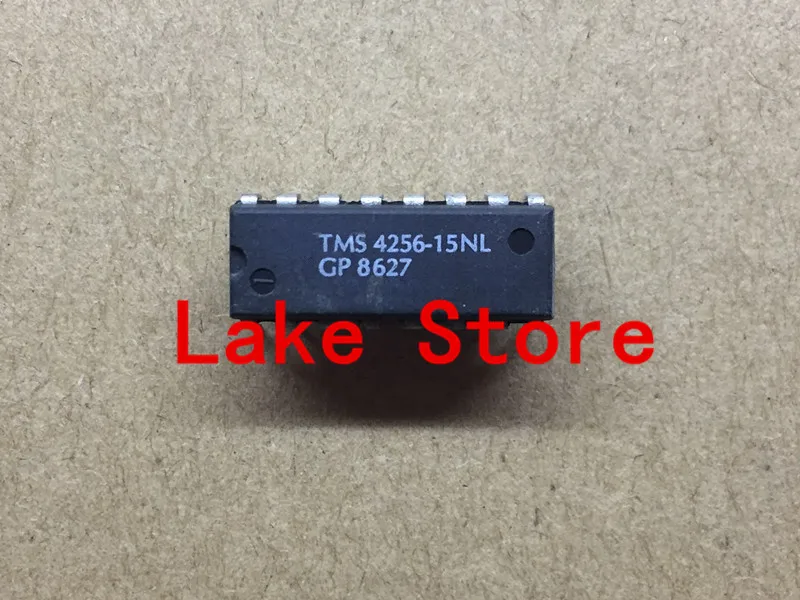 TMS 4256-15NL
GP 8627
Lake Store